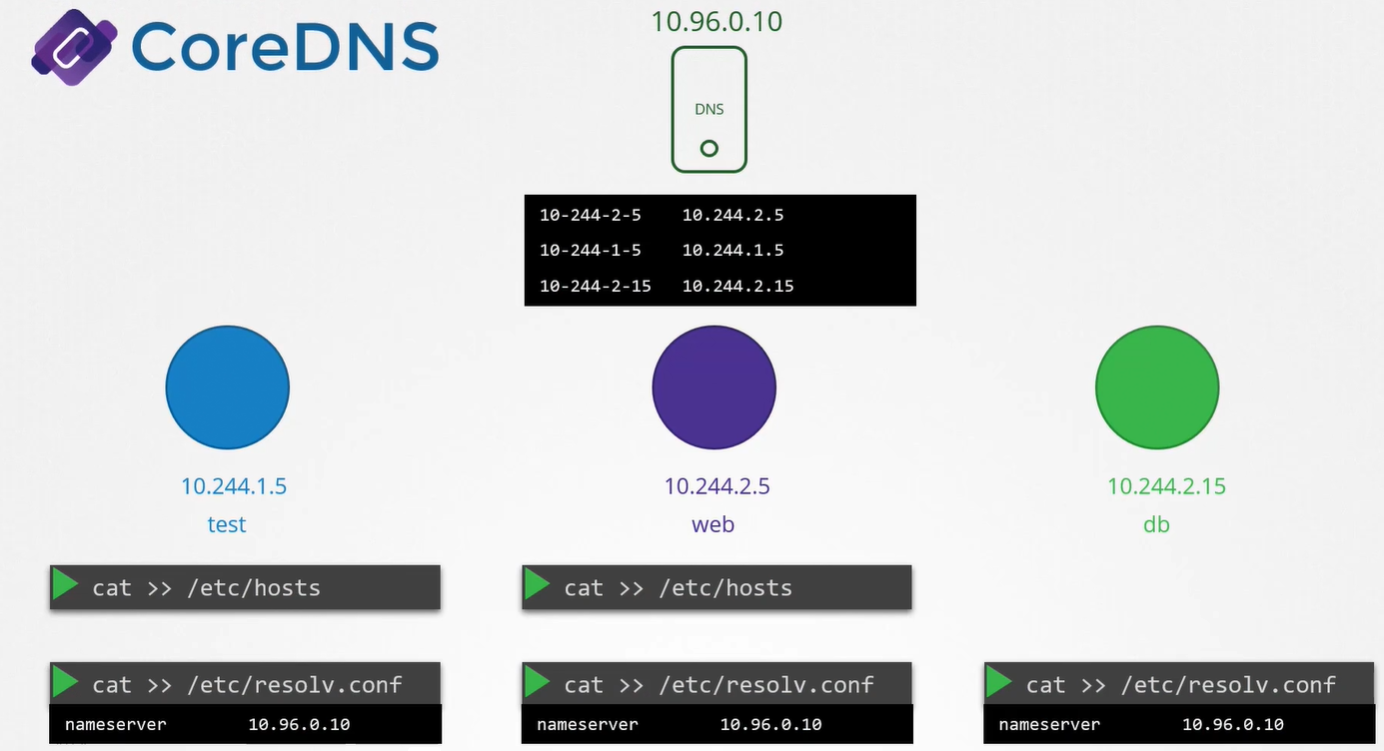 CoreDNS
10.96.0.10
DNS
10-244-2-5 10.244.2.5
10-244-1-5 10.244.1.5
10-244-2-15 10.244.2.15
10.244.1.5
test
10.244.2.5
web
10.244.2.15
db
cat >> /etc/hosts
cat >> /etc/hosts
cat >> /etc/resolv.conf
nameserver 10.96.0.10
cat >> /etc/resolv.conf
nameserver 10.96.0.10
cat >> /etc/resolv.conf
nameserver 10.96.0.10